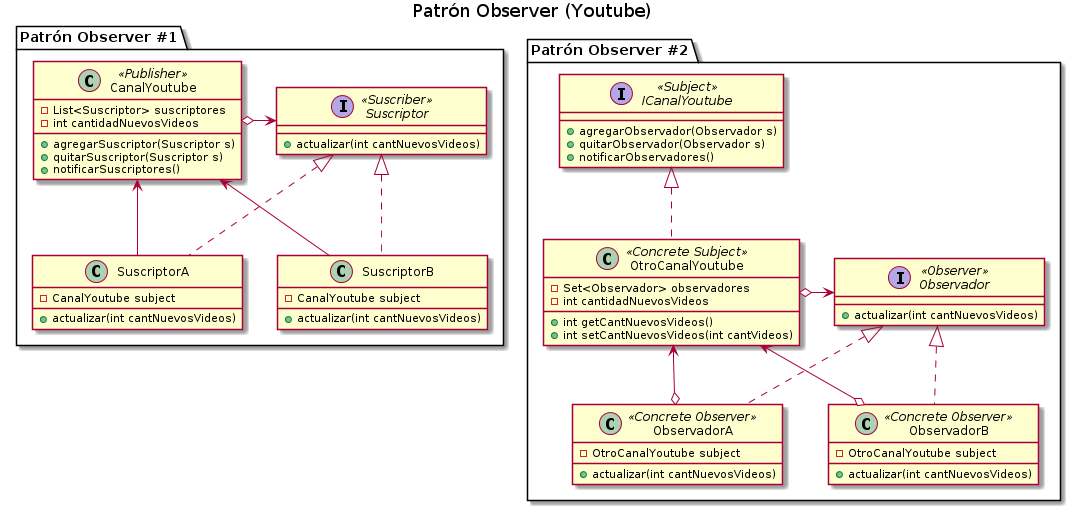 Patrón Observer (Youtube)
Patrón Observer #1
C
«Publisher»
CanalYoutube
List<Suscriptor> suscriptores
int cantidadNuevosVideos
agregarSuscriptor(Suscriptor s)
quitarSuscriptor(Suscriptor s)
notificarSuscriptores()
I
«Suscriber»
Suscriptor
actualizar(int cantNuevosVideos)
C
SuscriptorA
CanalYoutube subject
actualizar(int cantNuevosVideos)
C
SuscriptorB
CanalYoutube subject
actualizar(int cantNuevosVideos)
Patrón Observer #2
I
«Subject»
ICanalYoutube
agregarObservador(Observador s)
quitarObservador(Observador s)
notificarObservadores()
C
«Concrete Subject»
OtroCanalYoutube
Set<Observador> observadores
int cantidadNuevosVideos
int getCantNuevosVideos()
int setCantNuevosVideos(int cantVideos)
I
«Observer»
Observador
actualizar(int cantNuevosVideos)
C
«Concrete Observer»
ObservadorA
OtroCanalYoutube subject
actualizar(int cantNuevosVideos)
C
«Concrete Observer»
ObservadorB
OtroCanalYoutube subject
actualizar(int cantNuevosVideos)